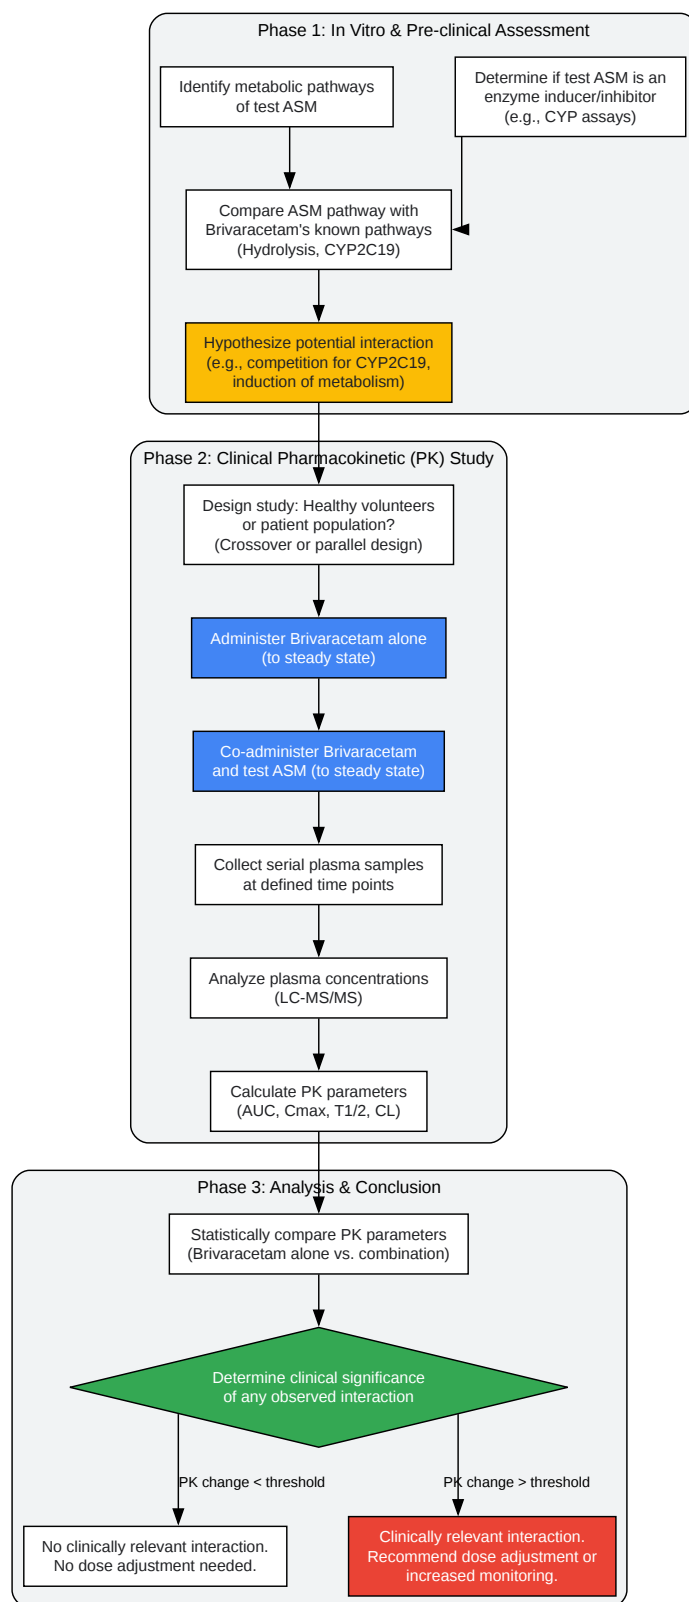 Phase 1: In Vitro & Pre-clinical Assessment
Identify metabolic pathways
of test ASM
Determine if test ASM is an
enzyme inducer/inhibitor
(e.g., CYP assays)
Compare ASM pathway with
Brivaracetam's known pathways
(Hydrolysis, CYP2C19)
Hypothesize potential interaction
(e.g., competition for CYP2C19,
induction of metabolism)
Phase 2: Clinical Pharmacokinetic (PK) Study
Design study: Healthy volunteers
or patient population?
(Crossover or parallel design)
Administer Brivaracetam alone
(to steady state)
Co-administer Brivaracetam
and test ASM (to steady state)
Collect serial plasma samples
at defined time points
Analyze plasma concentrations
(LC-MS/MS)
Calculate PK parameters
(AUC, Cmax, T1/2, CL)
Phase 3: Analysis & Conclusion
Statistically compare PK parameters
(Brivaracetam alone vs. combination)
Determine clinical significance
of any observed interaction
PK change < threshold
PK change > threshold
No clinically relevant interaction.
No dose adjustment needed.
Clinically relevant interaction.
Recommend dose adjustment or
increased monitoring.